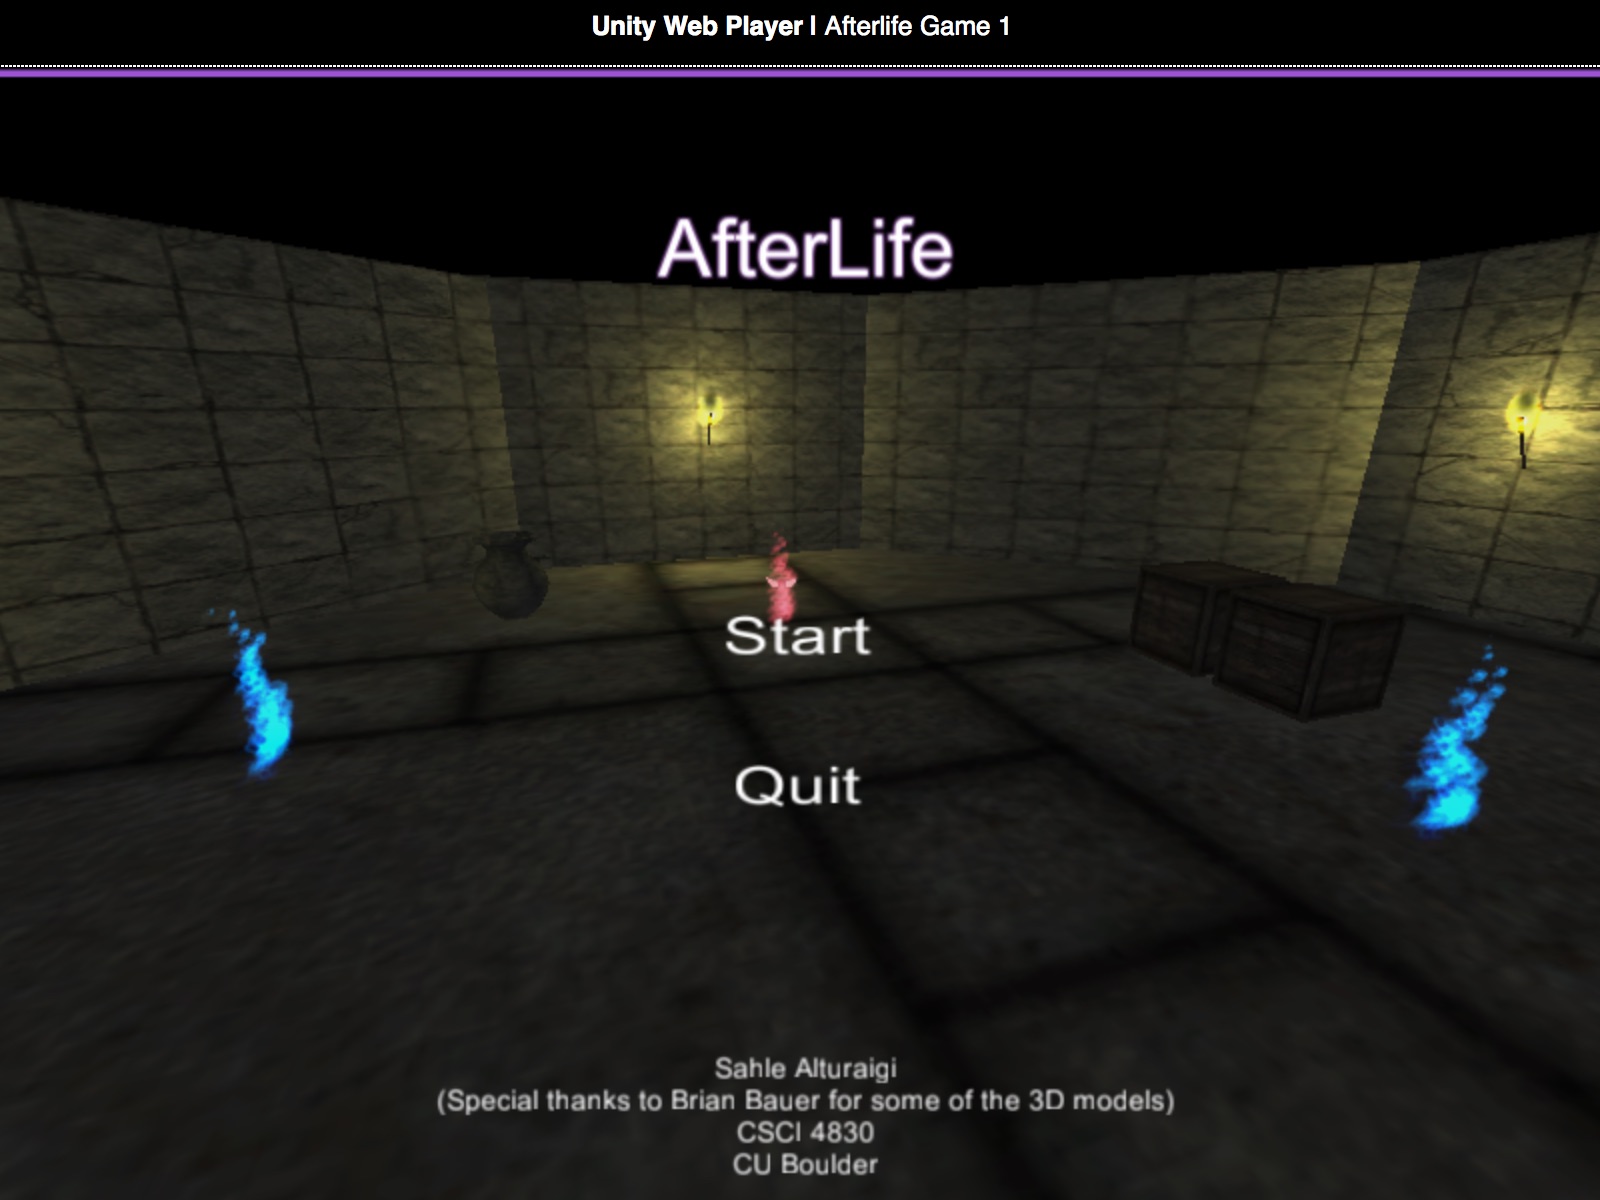 Unity Web Player | Afterlife Game 1
AfterLife
Start
Quit
Sahle Alturaigi
(Special thanks to Brian Bauer for some of the 3D models)
CSCI 4830
CU Boulder